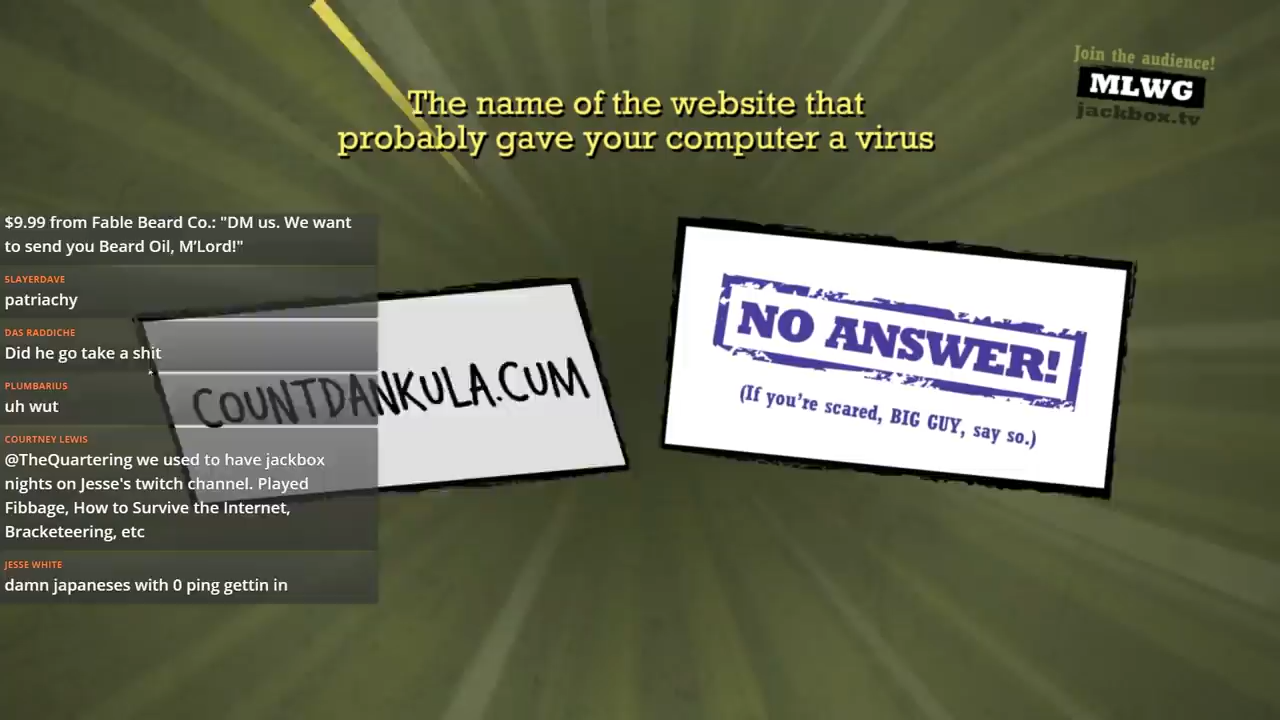 The name of the website that
probably gave your computer a virus
Join the audience!
MLWG
jackbox.tv
$9.99 from Fable Beard Co.: "DM us. We want
to send you Beard Oil, M'Lord!"
SLAYERDAVE
patriachy
DAS RADDICHE
Did he go take a shit
PLUMBARIUS
uh wut
COURTNEY LEWIS
@TheQuartering we used to have jackbox
nights on Jesse's twitch channel. Played
Fibbage, How to Survive the Internet,
Bracketeering, etc
JESSE WHITE
damn japaneses with 0 ping gettin in
COUNTDANKULA.CUM
NO ANSWER!
(If you're scared, BIG GUY, say so.)